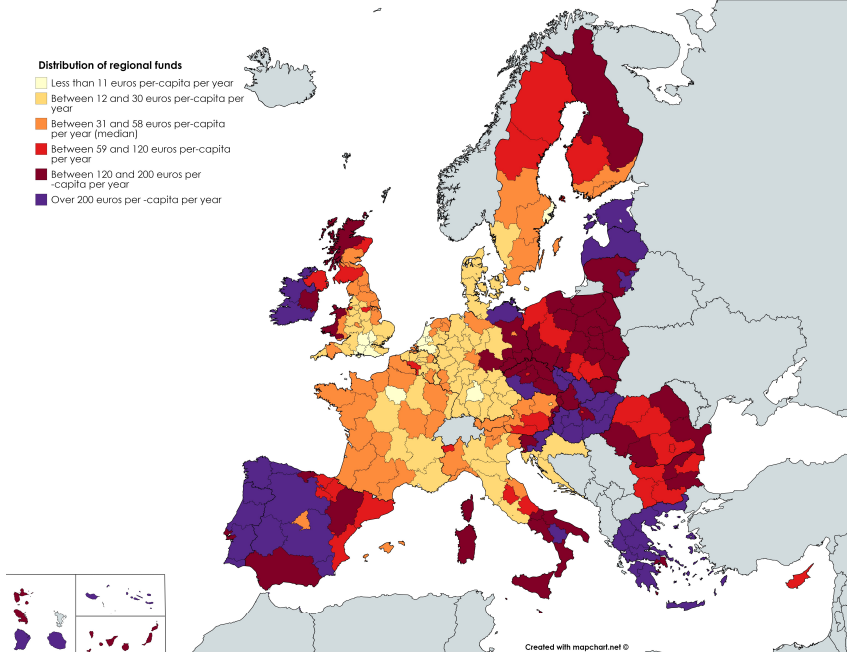 Distribution of regional funds
Less than 11 euros per-capita per year
Between 12 and 30 euros per-capita per
year
Between 31 and 58 euros per-capita
per year (median)
Between 59 and 120 euros per-capita
per year
Between 120 and 200 euros per
-capita per year
Over 200 euros per -capita per year
Created with mapchart.net ©